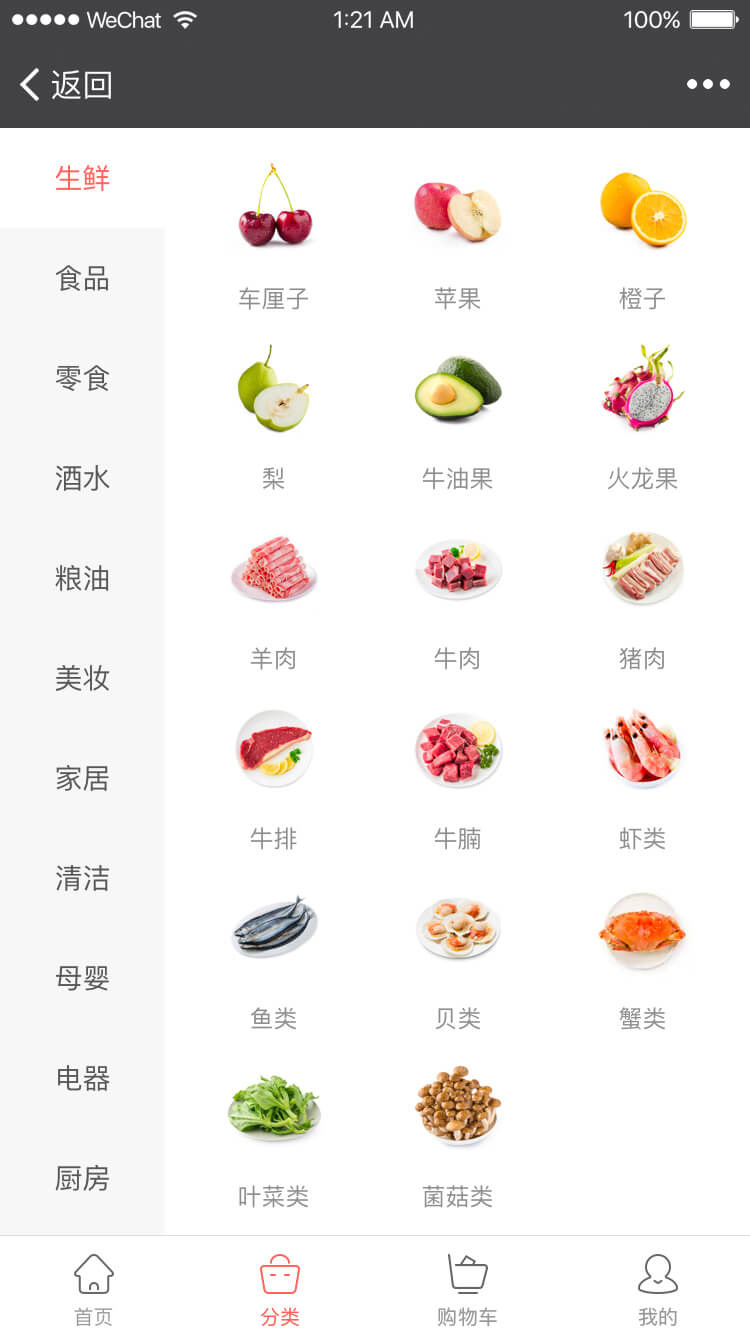 WeChat 1:21 AM 100%
返回
生鲜
食品
零食
酒水
粮油
美妆
家居
清洁
母婴
电器
厨房
车厘子 苹果 橙子
梨 牛油果 火龙果
羊肉 牛肉 猪肉
牛排 牛腩 虾类
鱼类 贝类 蟹类
叶菜类 菌菇类
首页 分类 购物车 我的